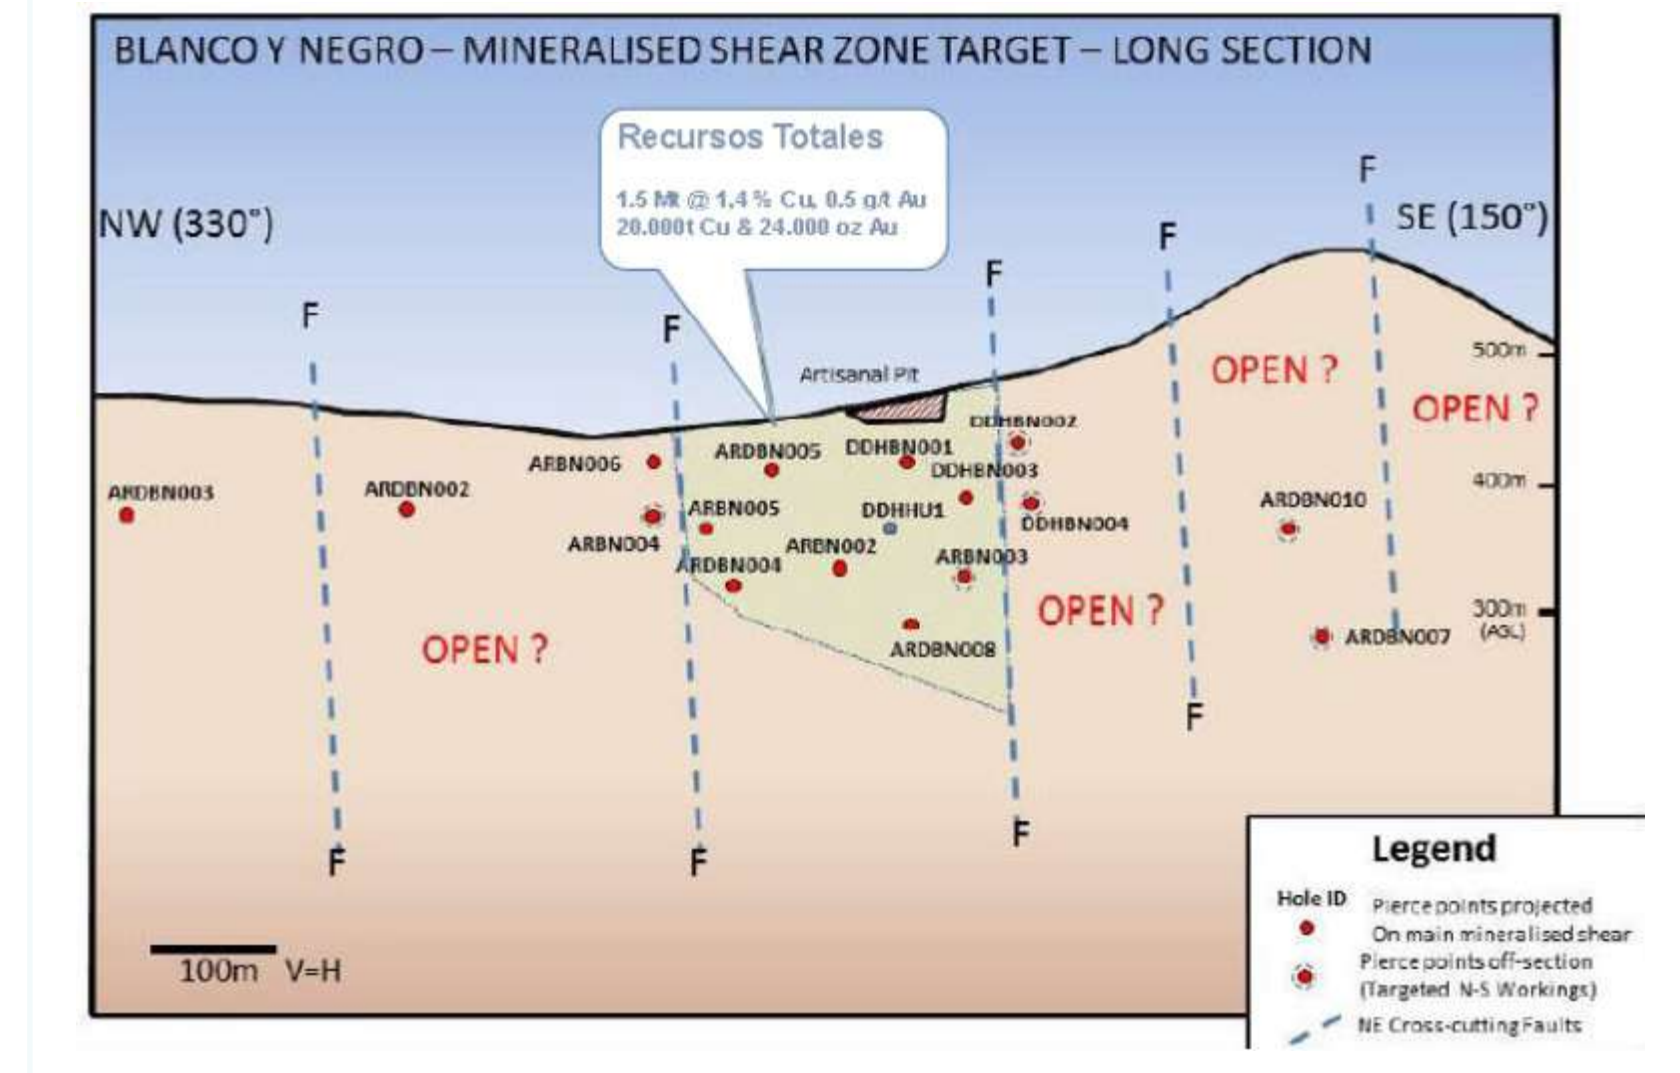 BLANCO Y NEGRO – MINERALISED SHEAR ZONE TARGET – LONG SECTION
Recursos Totales
1.5 Mt @ 1,4 % Cu, 0.5 g/t Au
20.000t Cu & 24.000 oz Au
NW (330°)
SE (150°)
F
F
F
F
F
Artisanal Pit
500m
OPEN ?
OPEN ?
DDHBN002
ARBN006
ARDBN005
DDHBN001
DDHBN003
400m
ARDBN003
ARDBN002
ARBN005
DDHHU1
ARDBN010
DDHBN004
ARBN004
ARBN002
ARBN003
ARDBN004
300m
(ASL)
OPEN ?
OPEN ?
ARDBN008
ARDBN007
F
F
F
F
100m V=H
Legend
Hole ID
Pierce points projected
On main mineralised shear
Pierce points off-section
(Targeted N-S Workings)
NE Cross-cutting Faults